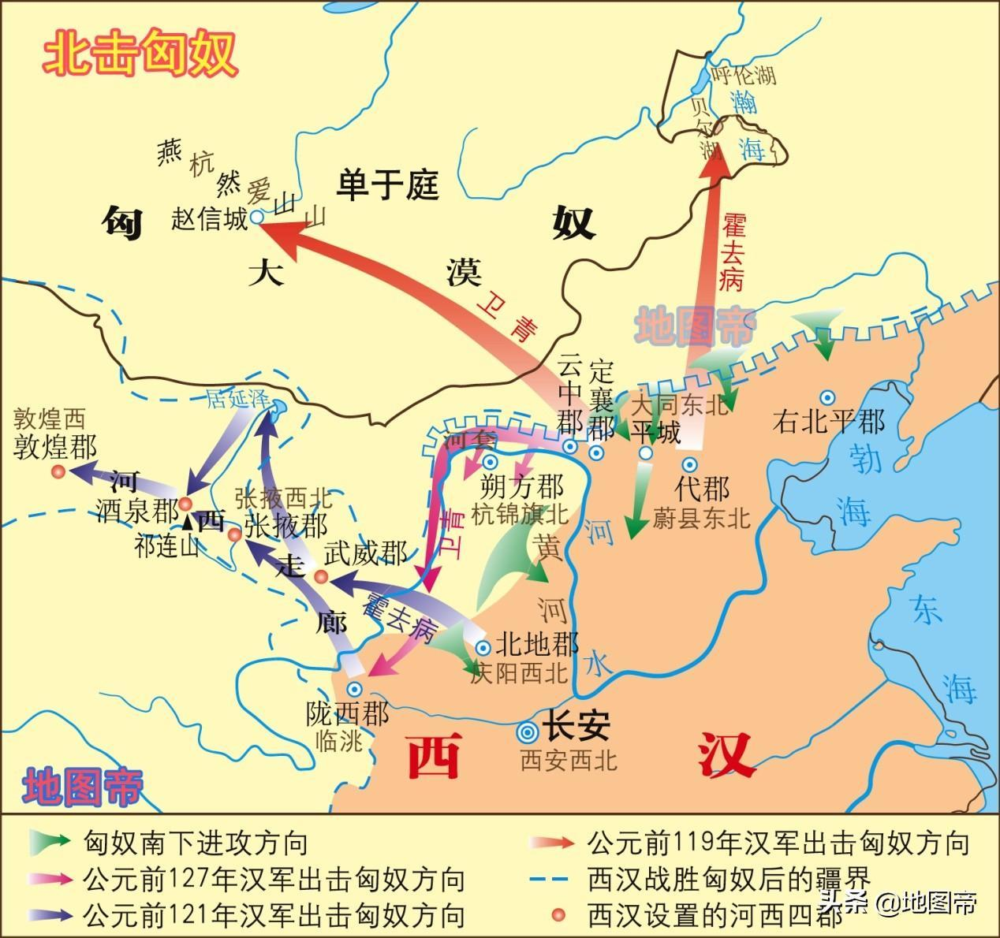 北击匈奴
呼伦湖
瀚海
贝尔湖
燕然山
杭爱山
单于庭
赵信城
匈奴
大漠
霍去病
卫青
地图帝
云中郡
定襄郡
大同东北
平城
右北平郡
代郡
蔚县东北
渤海
居延泽
敦煌西
敦煌郡
河西走廊
酒泉郡
祁连山
张掖西北
张掖郡
武威郡
河套
朔方郡
杭锦旗北
卫青
黄河
河水
霍去病
北地郡
庆阳西北
陇西郡
临洮
长安
西安西北
西汉
东海
地图帝
匈奴南下进攻方向
公元前127年汉军出击匈奴方向
公元前121年汉军出击匈奴方向
公元前119年汉军出击匈奴方向
西汉战胜匈奴后的疆界
西汉设置的河西四郡
头条 @地图帝